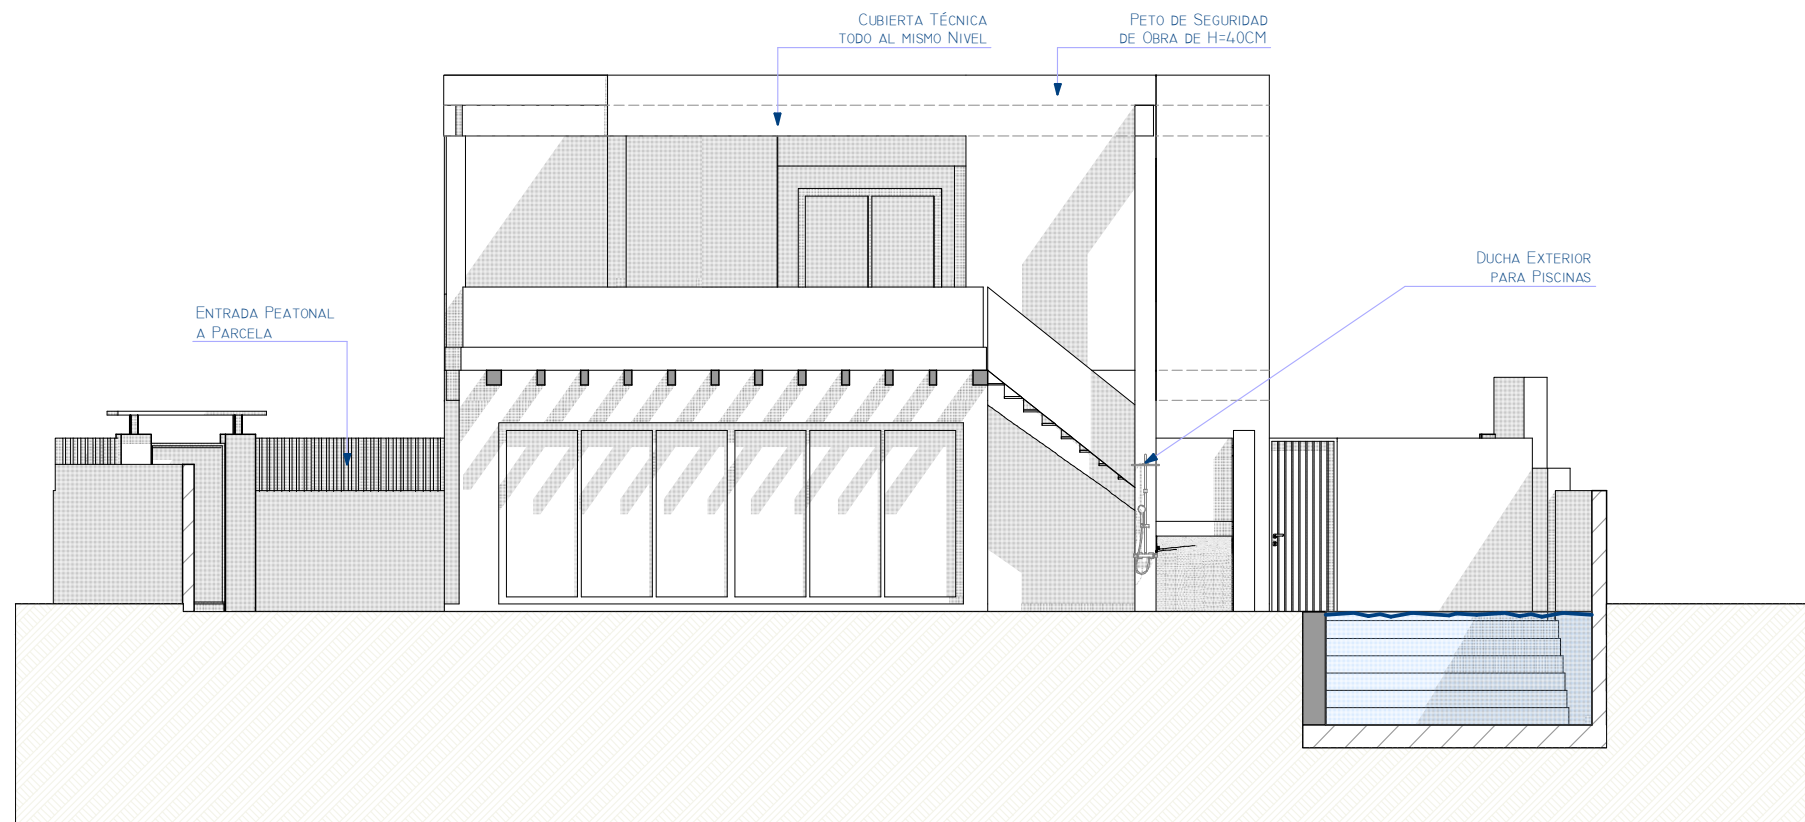 Cubierta Técnica
todo al mismo Nivel
Peto de Seguridad
de Obra de H=40cm
Ducha Exterior
para Piscinas
Entrada Peatonal
a Parcela